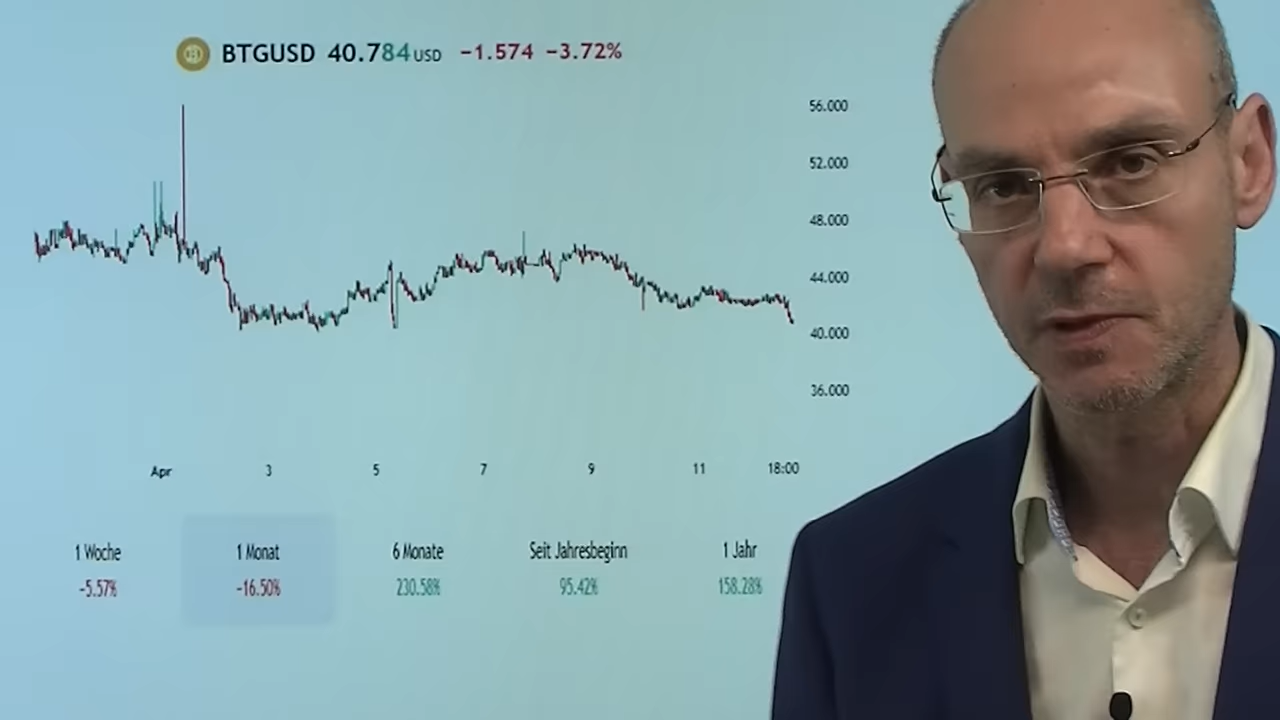 BTGUSD 40.784 USD −1.574 −3.72%
56.000
52.000
48.000
44.000
40.000
36.000
Apr 3 5 7 9 11 18:00
1 Woche 1 Monat 6 Monate Seit Jahresbeginn 1 Jahr
-5.57% -16.50% 230.58% 95.42% 158.28%